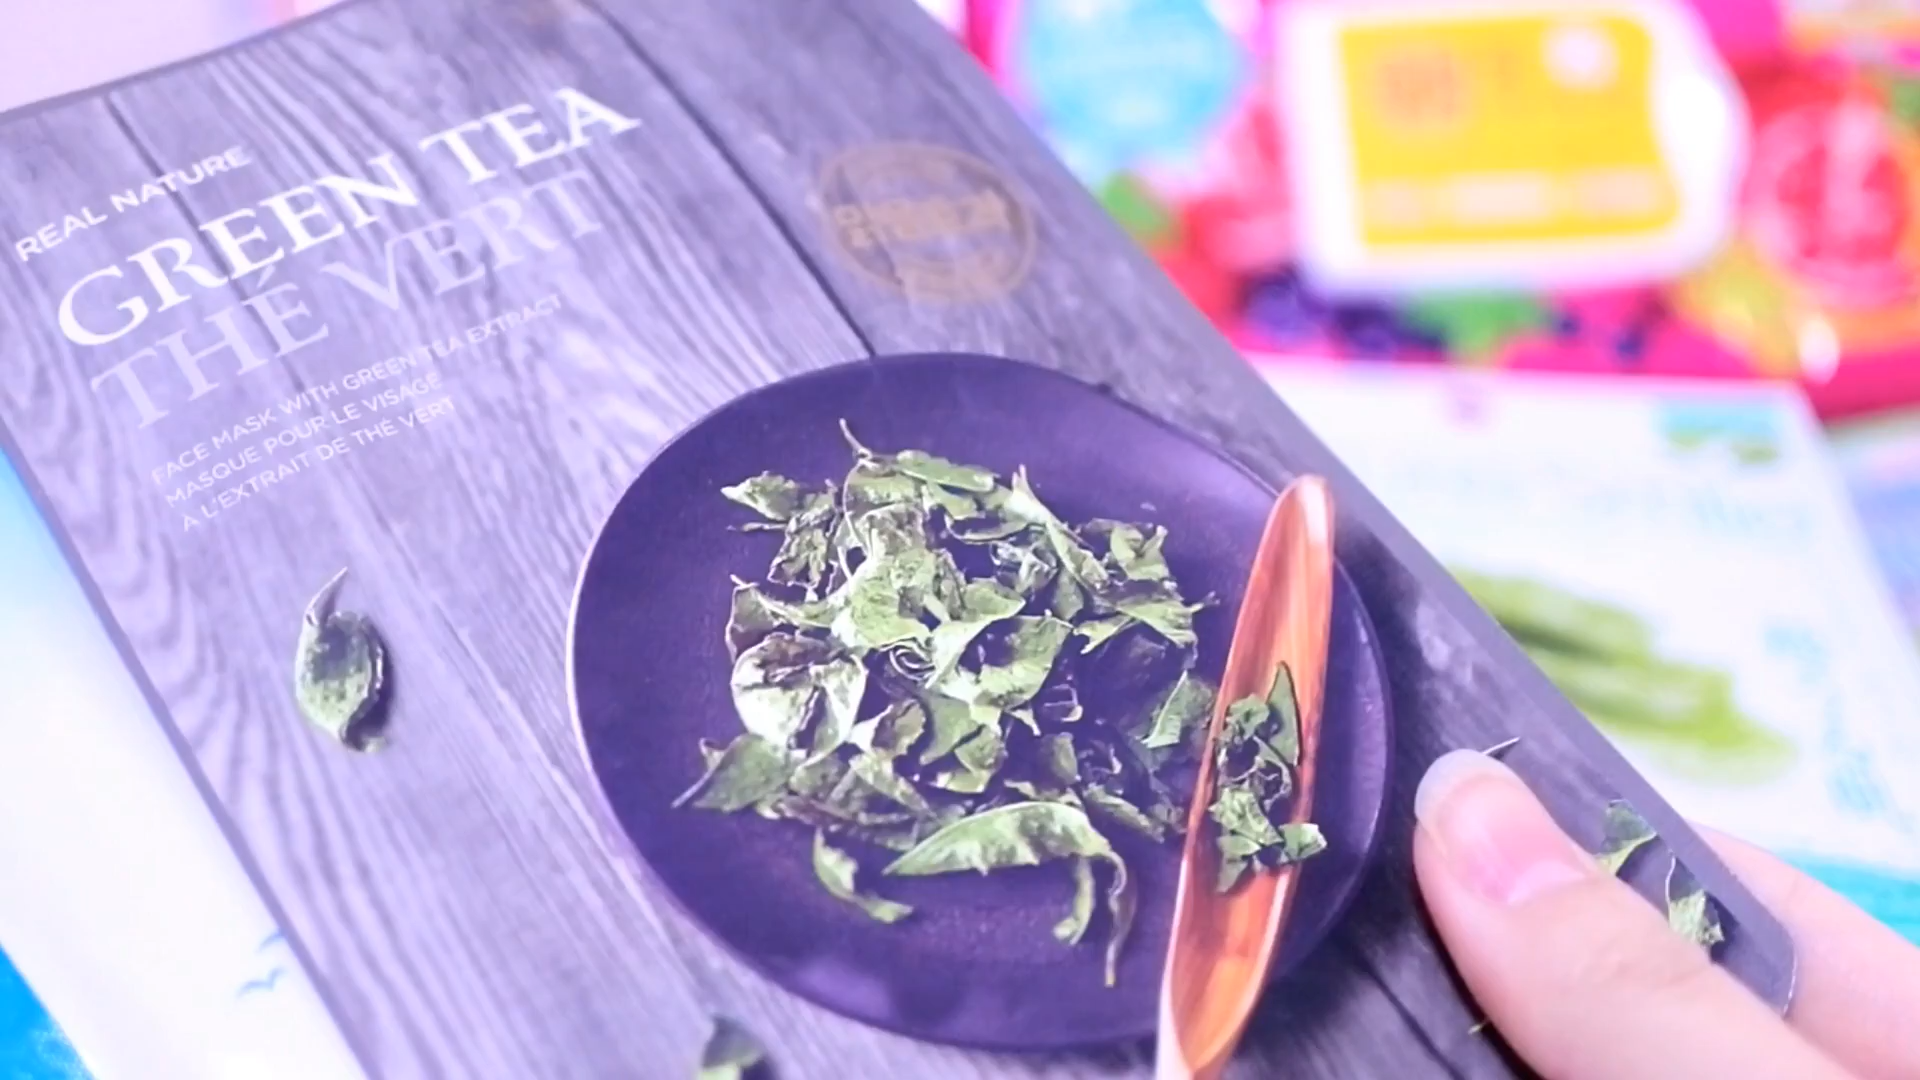 REAL NATURE
GREEN TEA
THÉ VERT
FACE MASK WITH GREEN TEA EXTRACT
MASQUE POUR LE VISAGE
À L'EXTRAIT DE THÉ VERT